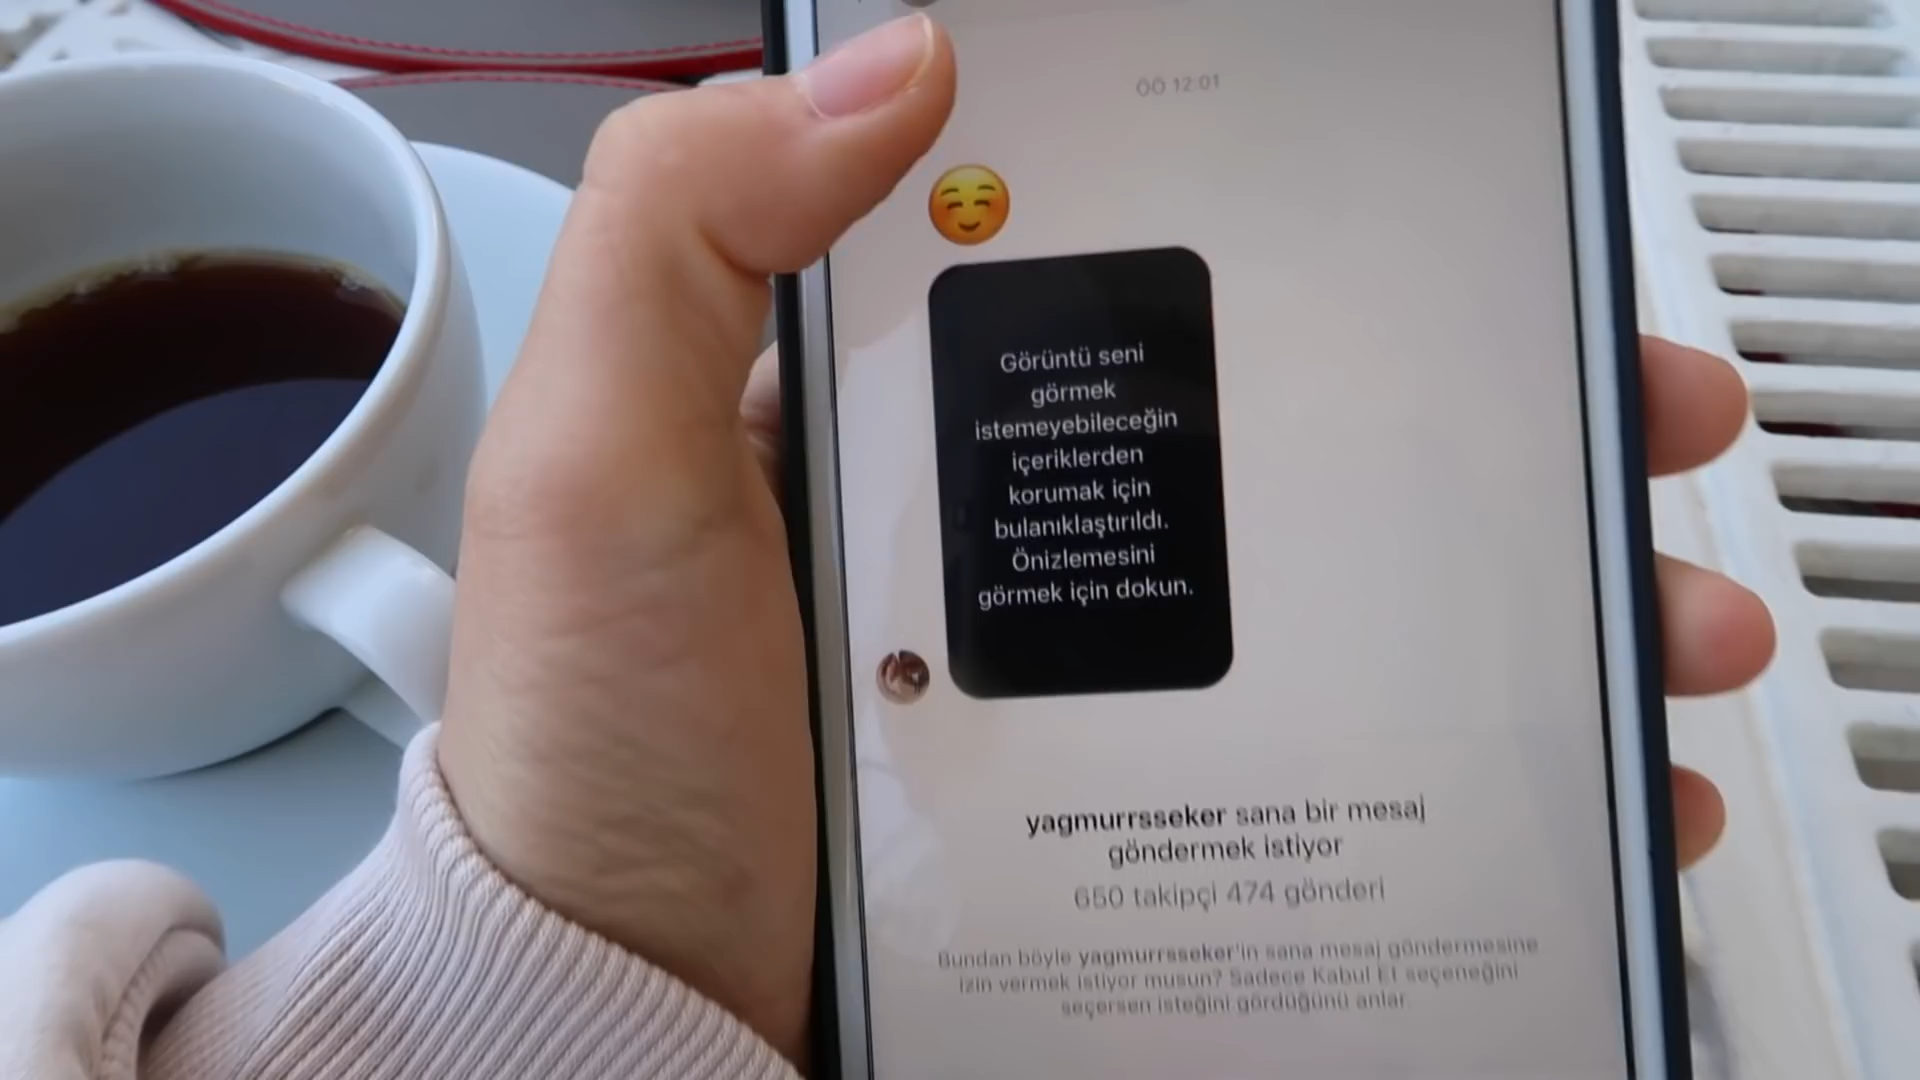 ÖÖ 12:01
Görüntü seni
görmek
istemeyebileceğin
içeriklerden
korumak için
bulanıklaştırıldı.
Önizlemesini
görmek için dokun.
yagmurrsseker sana bir mesaj
göndermek istiyor
650 takipçi 474 gönderi
Bundan böyle yagmurrsseker'in sana mesaj göndermesine
izin vermek istiyor musun? Sadece Kabul Et seçeneğini
seçersen isteğini gördüğünü anlar.